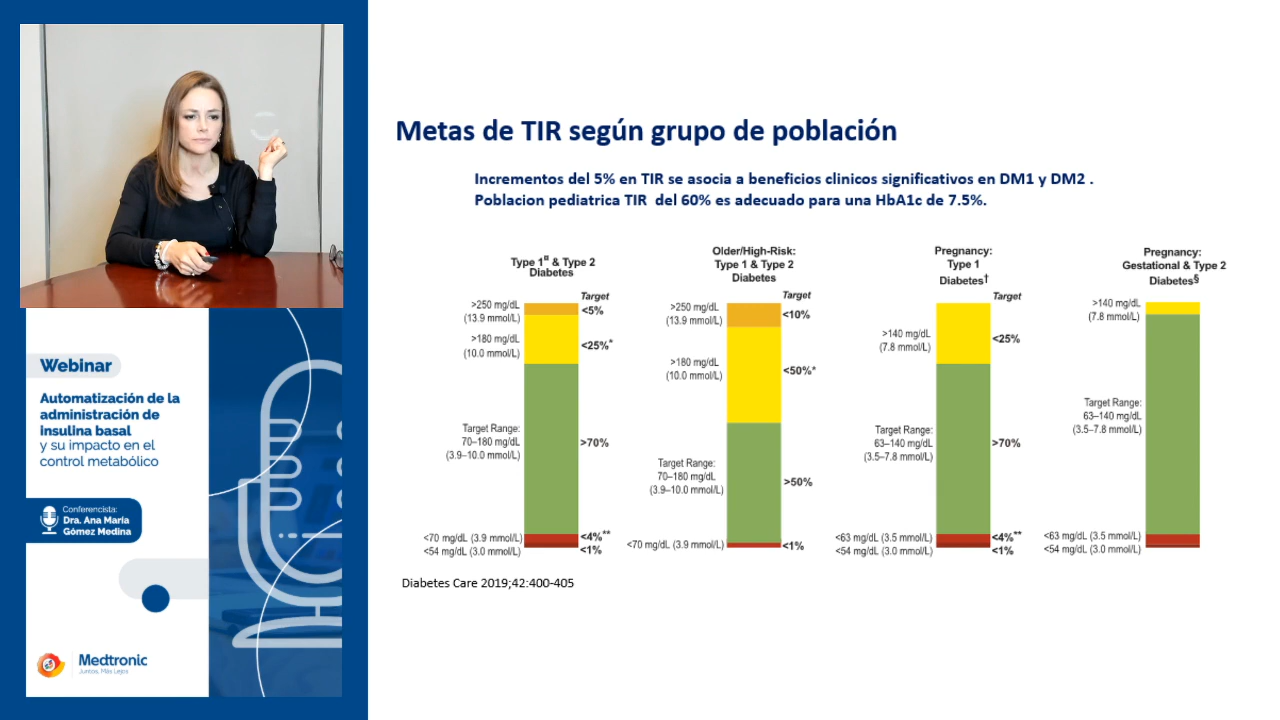 Metas de TIR según grupo de población
Incrementos del 5% en TIR se asocia a beneficios clinicos significativos en DM1 y DM2 .
Poblacion pediatrica TIR del 60% es adecuado para una HbA1c de 7.5%.
Type 1¤ & Type 2
Diabetes
Target
>250 mg/dL
(13.9 mmol/L)
<5%
>180 mg/dL
(10.0 mmol/L)
<25%*
Target Range:
70–180 mg/dL
(3.9–10.0 mmol/L)
>70%
<70 mg/dL (3.9 mmol/L)
<4%**
<54 mg/dL (3.0 mmol/L)
<1%
Older/High-Risk:
Type 1 & Type 2
Diabetes
Target
>250 mg/dL
(13.9 mmol/L)
<10%
>180 mg/dL
(10.0 mmol/L)
<50%*
Target Range:
70–180 mg/dL
(3.9–10.0 mmol/L)
>50%
<70 mg/dL (3.9 mmol/L)
<1%
Pregnancy:
Type 1
Diabetes†
Target
>140 mg/dL
(7.8 mmol/L)
<25%
Target Range:
63–140 mg/dL
(3.5–7.8 mmol/L)
>70%
<63 mg/dL (3.5 mmol/L)
<4%**
<54 mg/dL (3.0 mmol/L)
<1%
Pregnancy:
Gestational & Type 2
Diabetes§
>140 mg/dL
(7.8 mmol/L)
Target Range:
63–140 mg/dL
(3.5–7.8 mmol/L)
<63 mg/dL (3.5 mmol/L)
<54 mg/dL (3.0 mmol/L)
Diabetes Care 2019;42:400-405
Webinar
Automatización de la
administración de
insulina basal
y su impacto en el
control metabólico
Conferencista:
Dra. Ana María
Gómez Medina
Medtronic
Juntos, Más Lejos